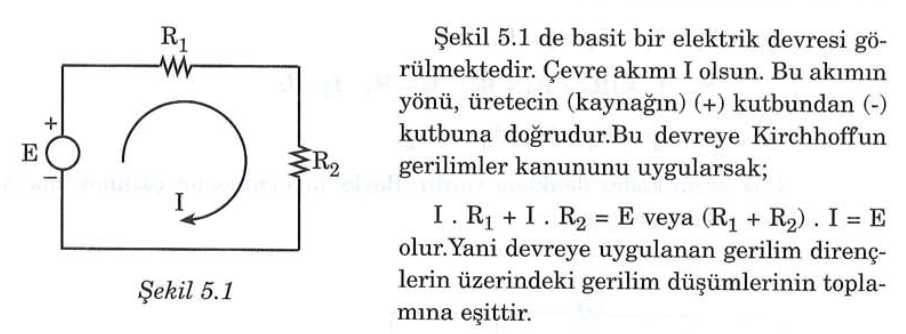 R₁
+
E
−
R₂
I
Şekil 5.1
Şekil 5.1 de basit bir elektrik devresi gö-
rülmektedir. Çevre akımı I olsun. Bu akımın
yönü, üretecin (kaynağın) (+) kutbundan (-)
kutbuna doğrudur.Bu devreye Kirchhoff'un
gerilimler kanununu uygularsak;
I . R₁ + I . R₂ = E veya (R₁ + R₂) . I = E
olur.Yani devreye uygulanan gerilim direnç-
lerin üzerindeki gerilim düşümlerinin topla-
mına eşittir.